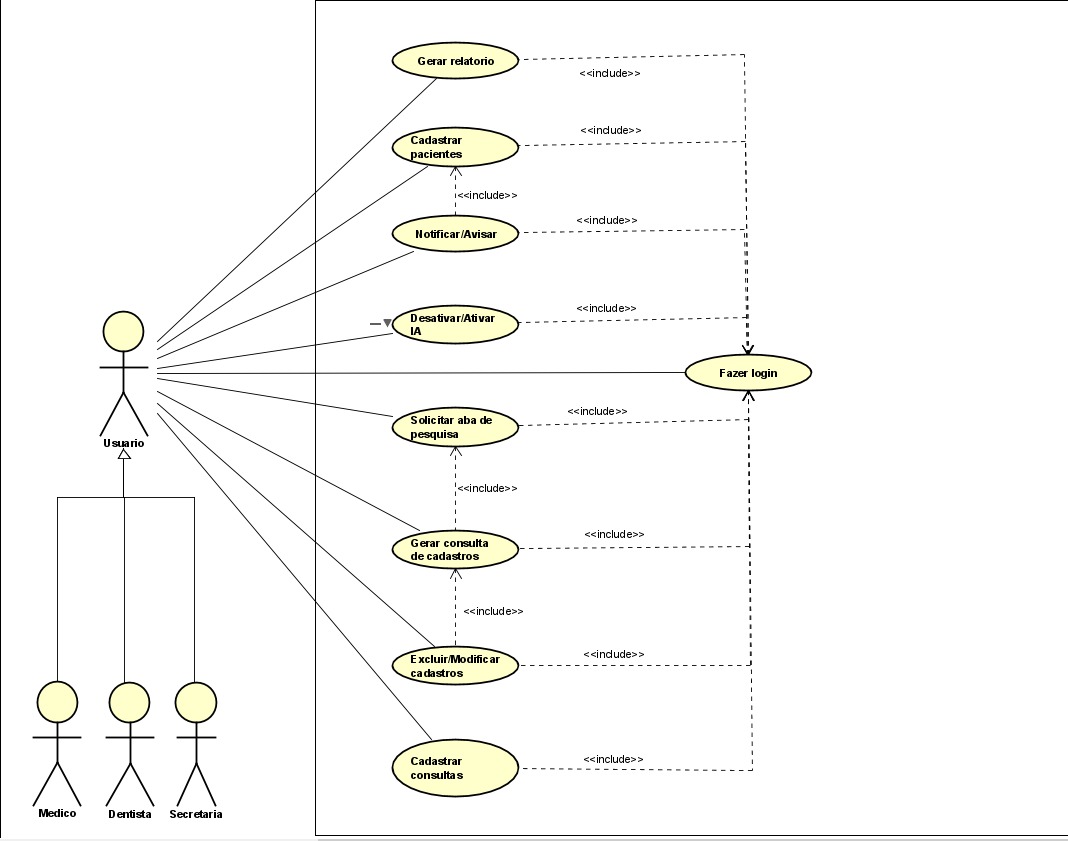 Gerar relatorio
<<include>>
Cadastrar
pacientes
<<include>>
<<include>>
Notificar/Avisar
<<include>>
Desativar/Ativar
IA
<<include>>
Fazer login
Usuario
Solicitar aba de
pesquisa
<<include>>
<<include>>
Gerar consulta
de cadastros
<<include>>
<<include>>
Excluir/Modificar
cadastros
<<include>>
Cadastrar
consultas
<<include>>
Medico
Dentista
Secretaria